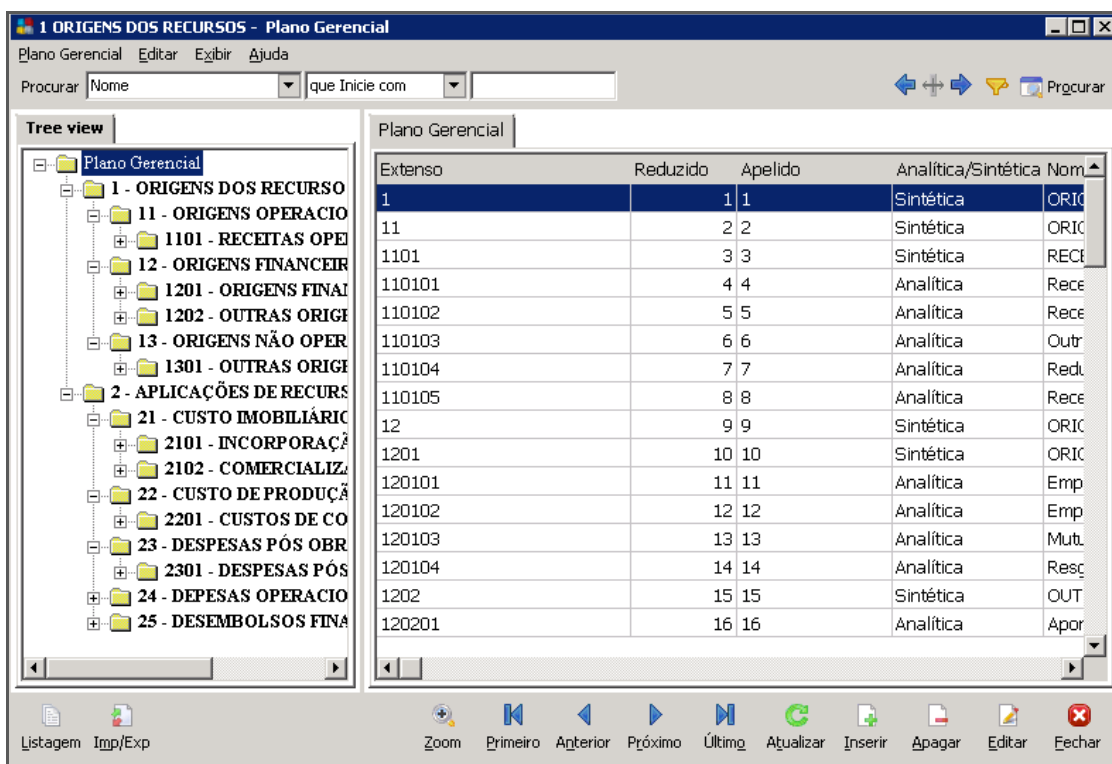 1 ORIGENS DOS RECURSOS - Plano Gerencial
Plano Gerencial Editar Exibir Ajuda
Procurar Nome que Inicie com Procurar
Tree view
Plano Gerencial
1 - ORIGENS DOS RECURSO
11 - ORIGENS OPERACIO
1101 - RECEITAS OPE
12 - ORIGENS FINANCEIR
1201 - ORIGENS FINA
1202 - OUTRAS ORIGE
13 - ORIGENS NÃO OPER
1301 - OUTRAS ORIGE
2 - APLICAÇÕES DE RECURS
21 - CUSTO IMOBILIÁRIO
2101 - INCORPORAÇÃ
2102 - COMERCIALIZA
22 - CUSTO DE PRODUÇÃ
2201 - CUSTOS DE CO
23 - DESPESAS PÓS OBR
2301 - DESPESAS PÓS
24 - DEPESAS OPERACIO
25 - DESEMBOLSOS FINA
Plano Gerencial
Extenso Reduzido Apelido Analítica/Sintética Nom
1 1 1 Sintética ORIG
11 2 2 Sintética ORIG
1101 3 3 Sintética RECE
110101 4 4 Analítica Rece
110102 5 5 Analítica Rece
110103 6 6 Analítica Outr
110104 7 7 Analítica Redu
110105 8 8 Analítica Rece
12 9 9 Sintética ORIG
1201 10 10 Sintética ORIG
120101 11 11 Analítica Emp
120102 12 12 Analítica Emp
120103 13 13 Analítica Mutu
120104 14 14 Analítica Resg
1202 15 15 Sintética OUT
120201 16 16 Analítica Apor
Listagem Imp/Exp Zoom Primeiro Anterior Próximo Último Atualizar Inserir Apagar Editar Fechar